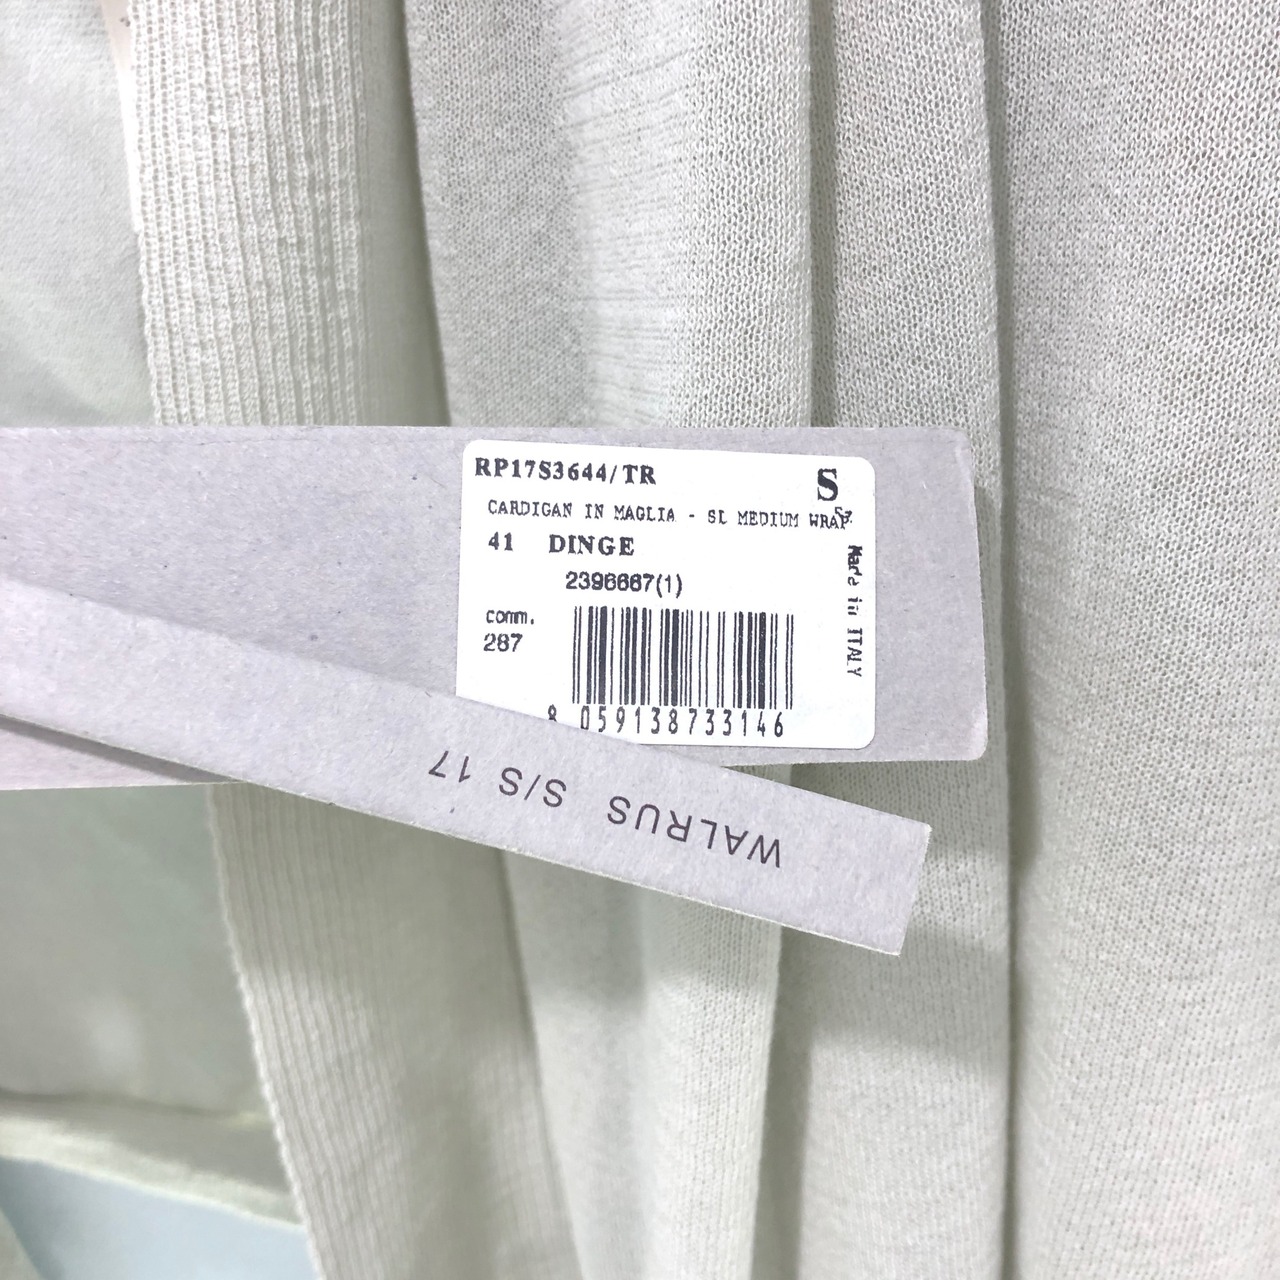 RP17S3644/TR S
CARDIGAN IN MAGLIA - SL MEDIUM WRAP
41 DINGE
2396667(1)
comm.
287
8 059138733146
Made in ITALY
WALRUS S/S 17